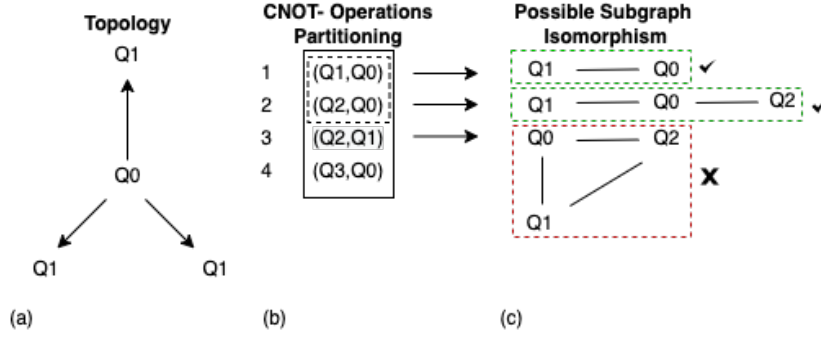 Topology
Q1
Q0
Q1
Q1
(a)
CNOT- Operations
Partitioning
1 (Q1,Q0)
2 (Q2,Q0)
3 (Q2,Q1)
4 (Q3,Q0)
(b)
Possible Subgraph
Isomorphism
Q1 Q0 ✓
Q1 Q0 Q2 ✓
Q0 Q2
X
Q1
(c)